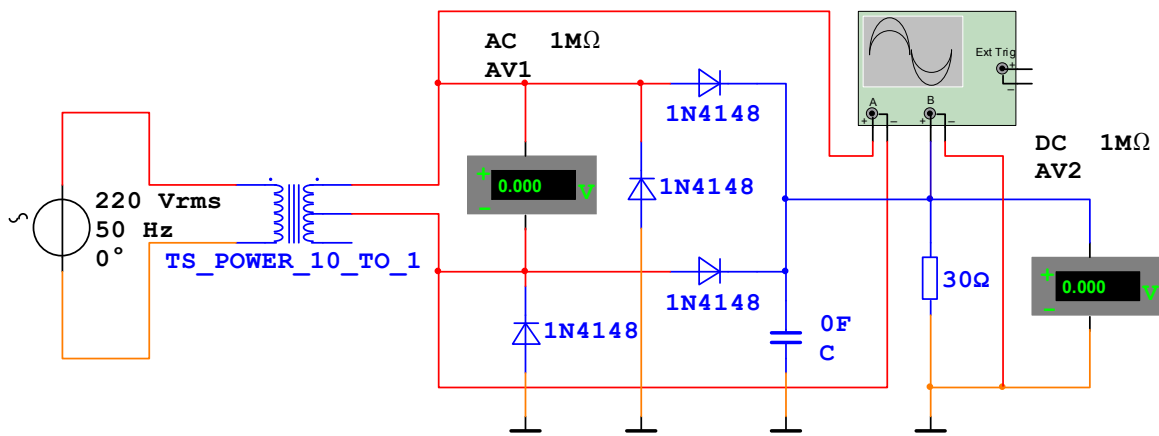 AC 1MΩ
AV1
Ext Trig
+
−
A
B
+ − + −
1N4148
DC 1MΩ
AV2
+
0.000 V
−
1N4148
220 Vrms
50 Hz
0°
TS_POWER_10_TO_1
1N4148
30Ω
+
0.000 V
−
1N4148
0F
C